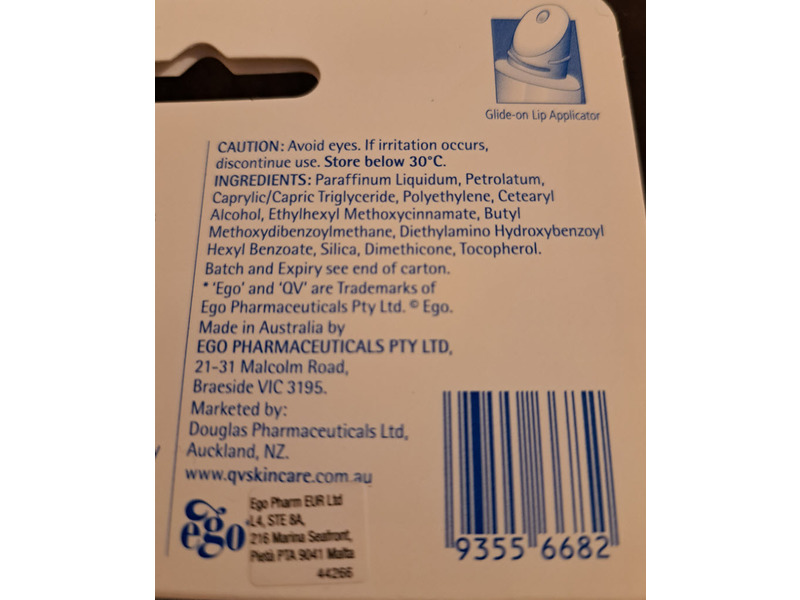 Glide-on Lip Applicator
CAUTION: Avoid eyes. If irritation occurs,
discontinue use. Store below 30°C.
INGREDIENTS: Paraffinum Liquidum, Petrolatum,
Caprylic/Capric Triglyceride, Polyethylene, Cetearyl
Alcohol, Ethylhexyl Methoxycinnamate, Butyl
Methoxydibenzoylmethane, Diethylamino Hydroxybenzoyl
Hexyl Benzoate, Silica, Dimethicone, Tocopherol.
Batch and Expiry see end of carton.
* 'Ego' and 'QV' are Trademarks of
Ego Pharmaceuticals Pty Ltd. © Ego.
Made in Australia by
EGO PHARMACEUTICALS PTY LTD,
21-31 Malcolm Road,
Braeside VIC 3195.
Marketed by:
Douglas Pharmaceuticals Ltd,
Auckland, NZ.
www.qvskincare.com.au
ego
Ego Pharm EUR Ltd
L4, STE 8A,
216 Marina Seafront,
Pietà PTA 9041 Malta
44266
9355 6682